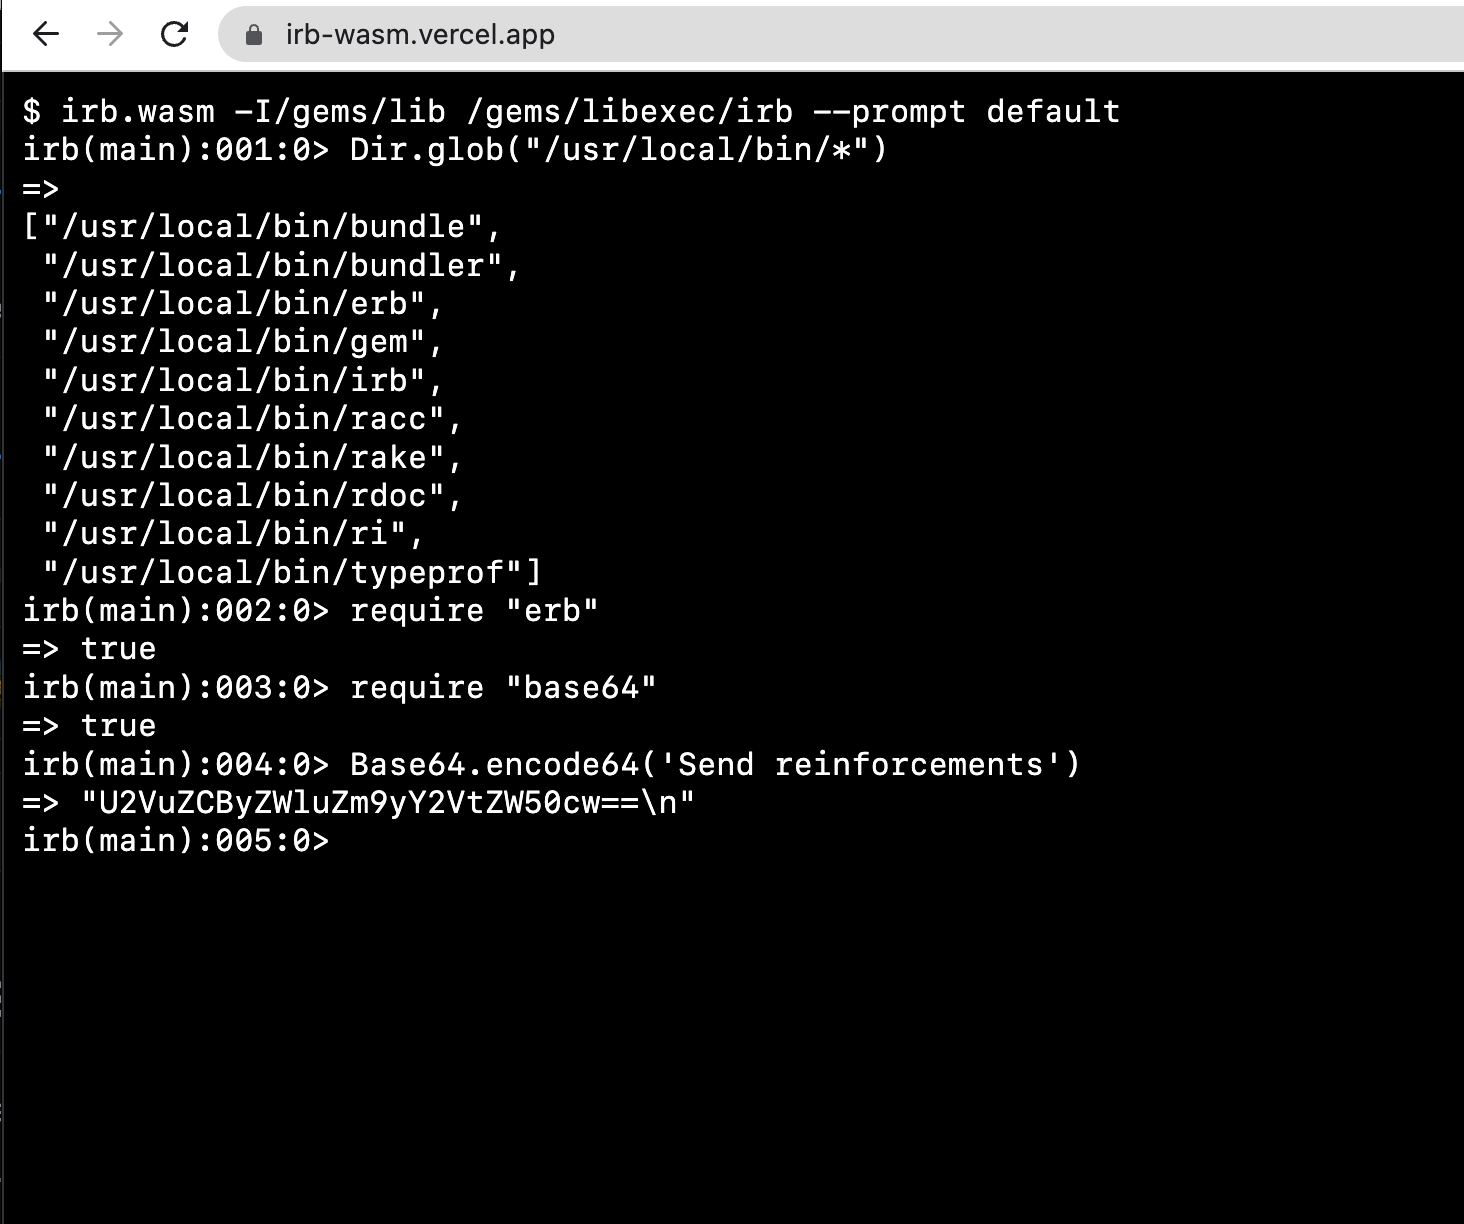 irb-wasm.vercel.app
$ irb.wasm -I/gems/lib /gems/libexec/irb --prompt default
irb(main):001:0> Dir.glob("/usr/local/bin/*")
=>
["/usr/local/bin/bundle",
 "/usr/local/bin/bundler",
 "/usr/local/bin/erb",
 "/usr/local/bin/gem",
 "/usr/local/bin/irb",
 "/usr/local/bin/racc",
 "/usr/local/bin/rake",
 "/usr/local/bin/rdoc",
 "/usr/local/bin/ri",
 "/usr/local/bin/typeprof"]
irb(main):002:0> require "erb"
=> true
irb(main):003:0> require "base64"
=> true
irb(main):004:0> Base64.encode64('Send reinforcements')
=> "U2VuZCByZWluZm9yY2VtZW50cw==\n"
irb(main):005:0>